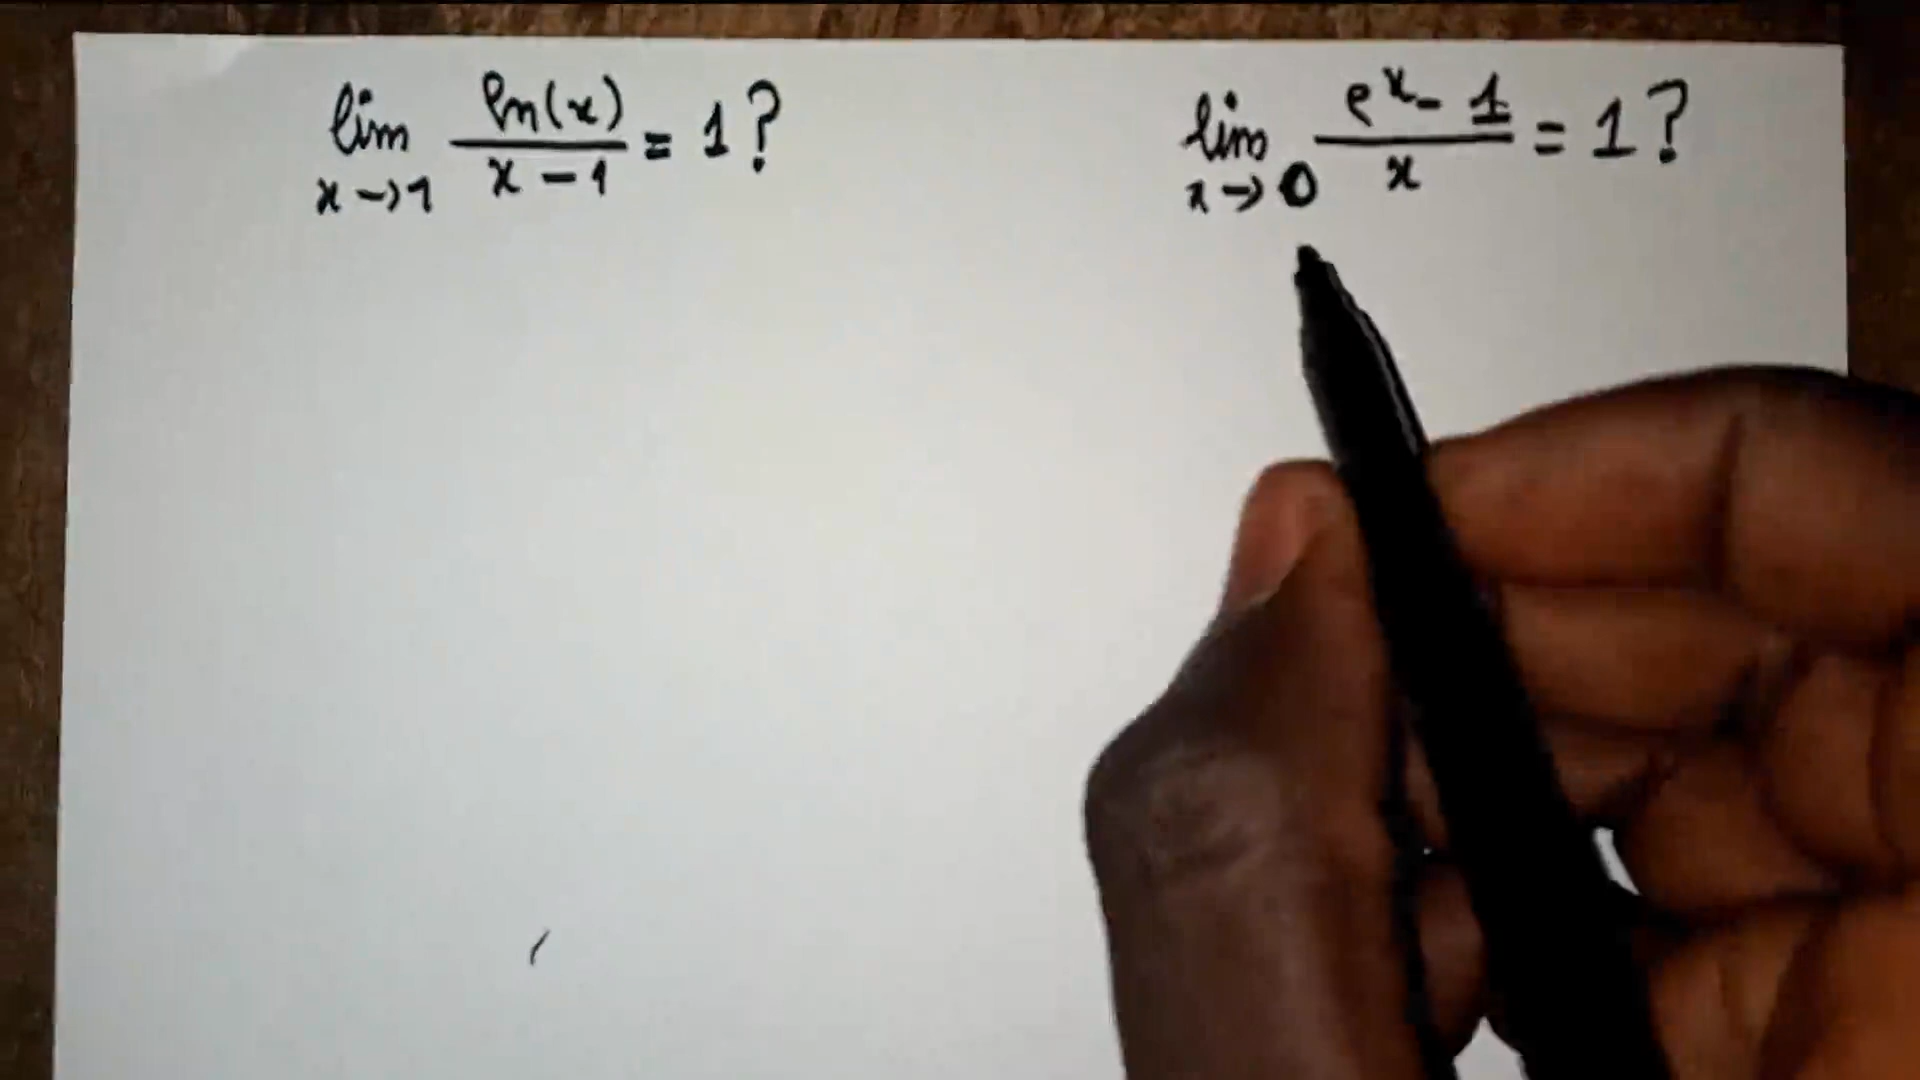 lim x→1 ln(x)/x-1 = 1?
lim x→0 e^x-1/x = 1?